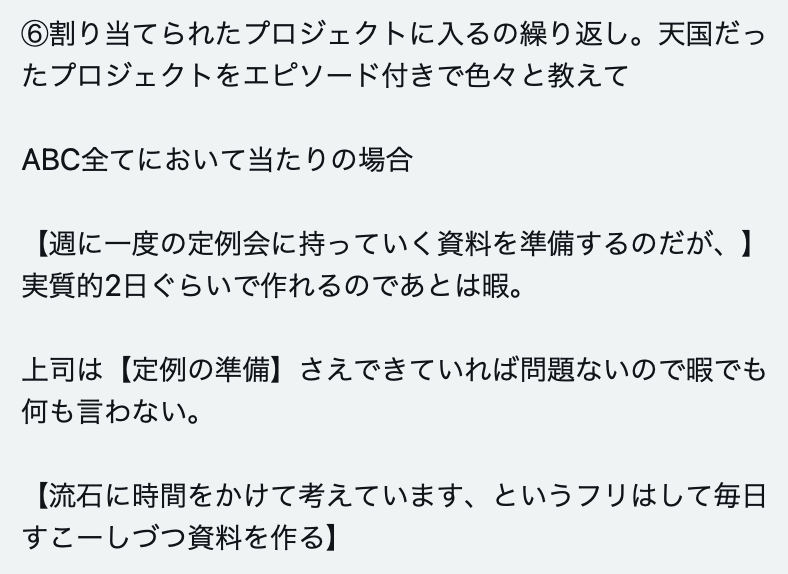 ⑥割り当てられたプロジェクトに入るの繰り返し。天国だっ
たプロジェクトをエピソード付きで色々と教えて
ABC全てにおいて当たりの場合
【週に一度の定例会に持っていく資料を準備するのだが、】
実質的2日ぐらいで作れるのであとは暇。
上司は【定例の準備】さえできていれば問題ないので暇でも
何も言わない。
【流石に時間をかけて考えています、というフリはして毎日
すこーしづつ資料を作る】